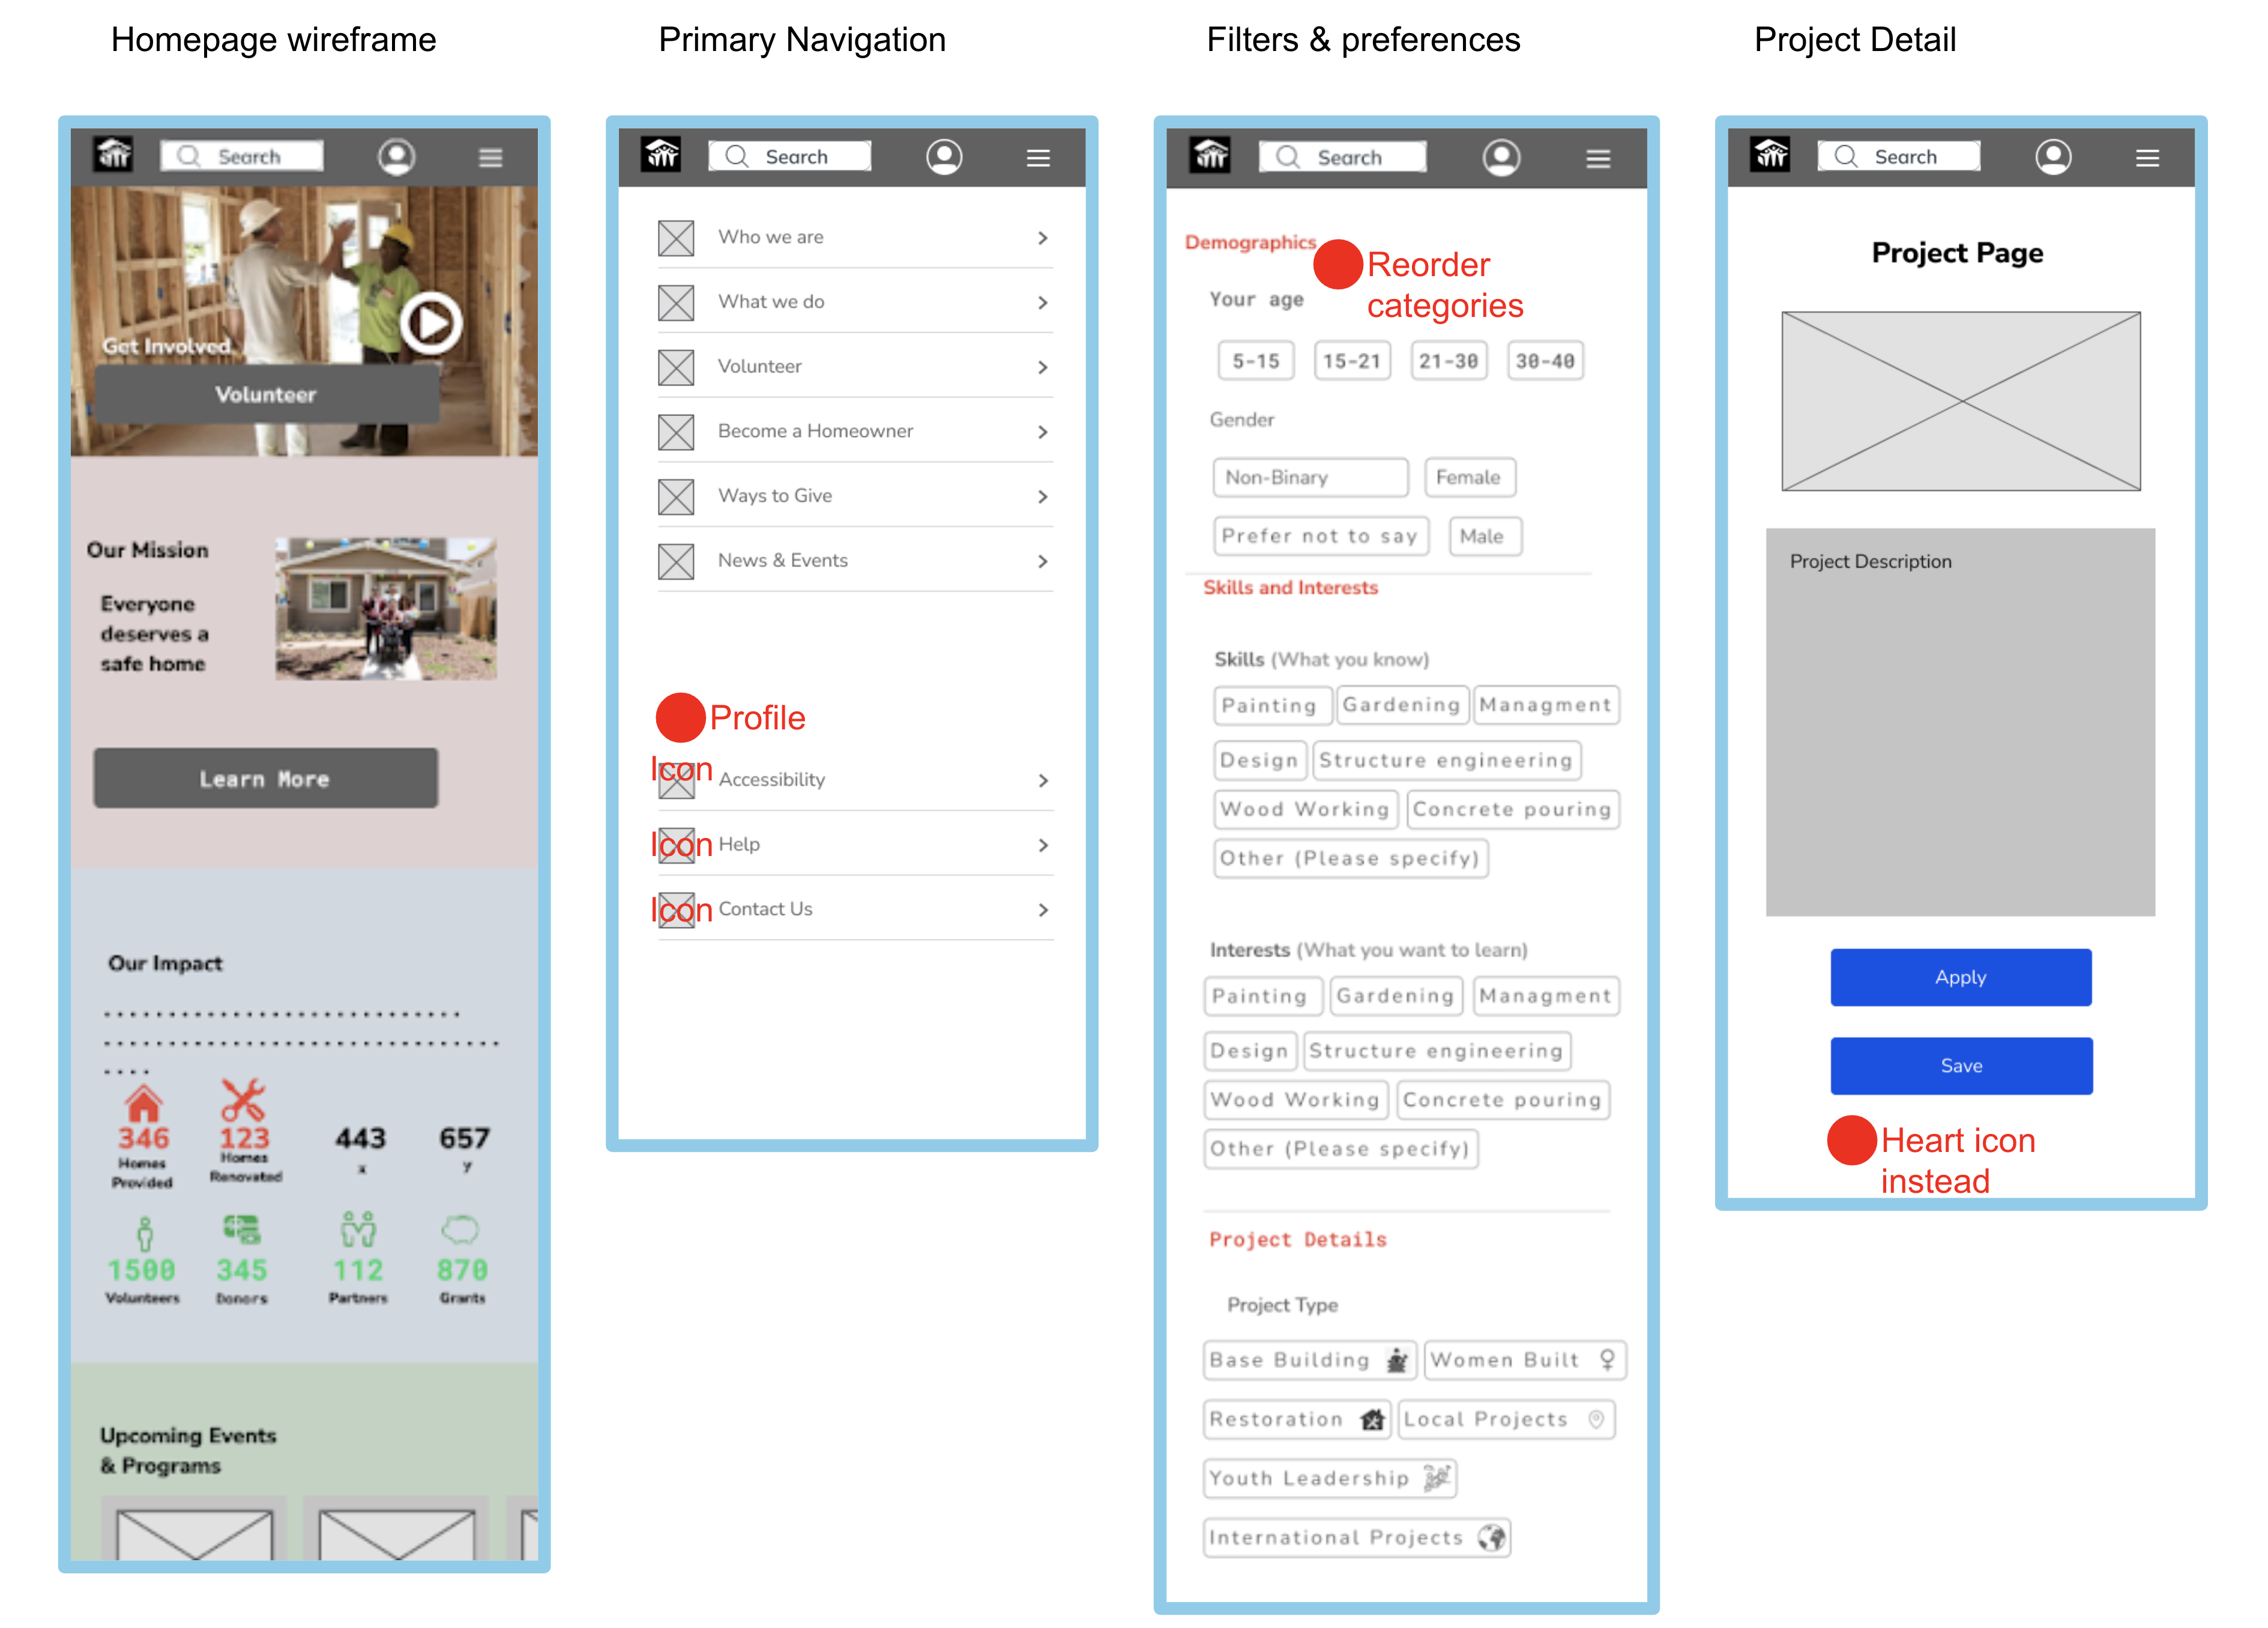 Homepage wireframe
Search
Get Involved
Volunteer
Our Mission
Everyone
deserves a
safe home
Learn More
Our Impact
346
Homes
Provided
123
Homes
Renovated
443
x
657
y
1500
Volunteers
345
Donors
112
Partners
870
Grants
Upcoming Events
& Programs
Primary Navigation
Search
Who we are
What we do
Volunteer
Become a Homeowner
Ways to Give
News & Events
Profile
Icon Accessibility
Icon Help
Icon Contact Us
Filters & preferences
Search
Demographics
Reorder
categories
Your age
5-15 15-21 21-30 30-40
Gender
Non-Binary Female
Prefer not to say Male
Skills and Interests
Skills (What you know)
Painting Gardening Managment
Design Structure engineering
Wood Working Concrete pouring
Other (Please specify)
Interests (What you want to learn)
Painting Gardening Managment
Design Structure engineering
Wood Working Concrete pouring
Other (Please specify)
Project Details
Project Type
Base Building Women Built
Restoration Local Projects
Youth Leadership
International Projects
Project Detail
Search
Project Page
Project Description
Apply
Save
Heart icon
instead